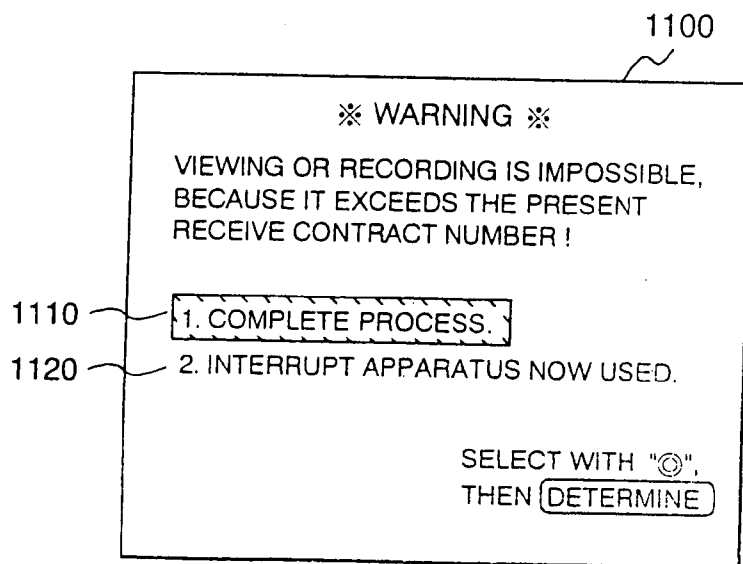 1100
※ WARNING ※
VIEWING OR RECORDING IS IMPOSSIBLE,
BECAUSE IT EXCEEDS THE PRESENT
RECEIVE CONTRACT NUMBER !
1110
1. COMPLETE PROCESS.
1120
2. INTERRUPT APPARATUS NOW USED.
SELECT WITH "◎",
THEN DETERMINE